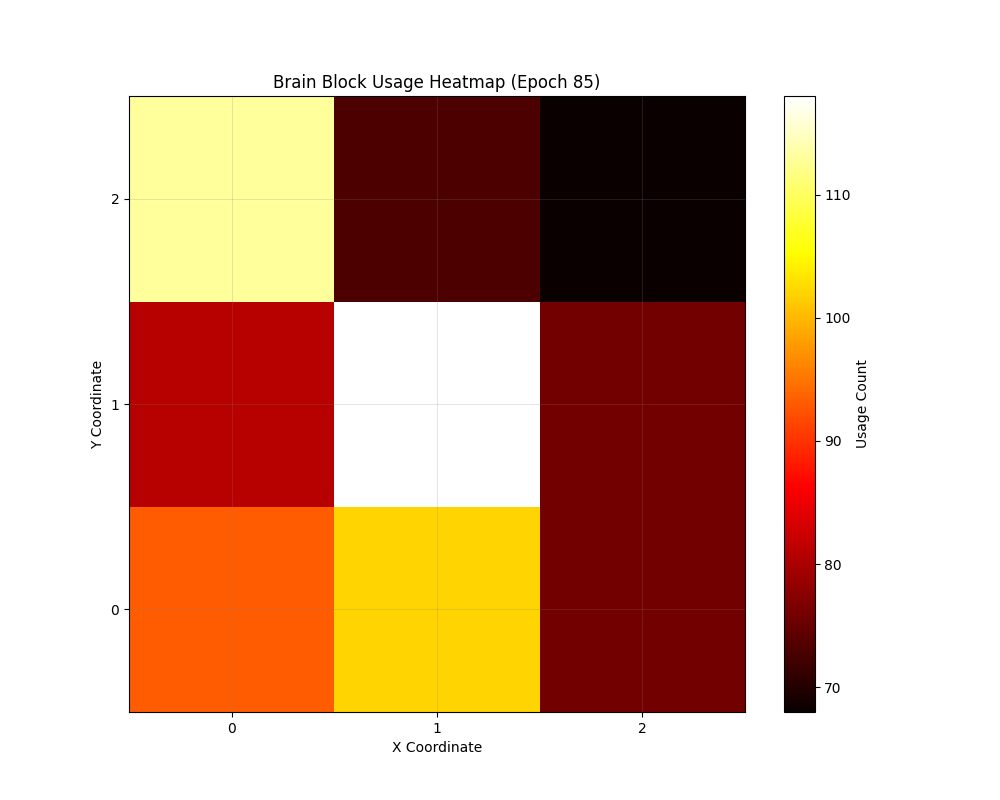 Brain Block Usage Heatmap (Epoch 85)
2
1
0
Y Coordinate
0 1 2
X Coordinate
110
100
90
80
70
Usage Count